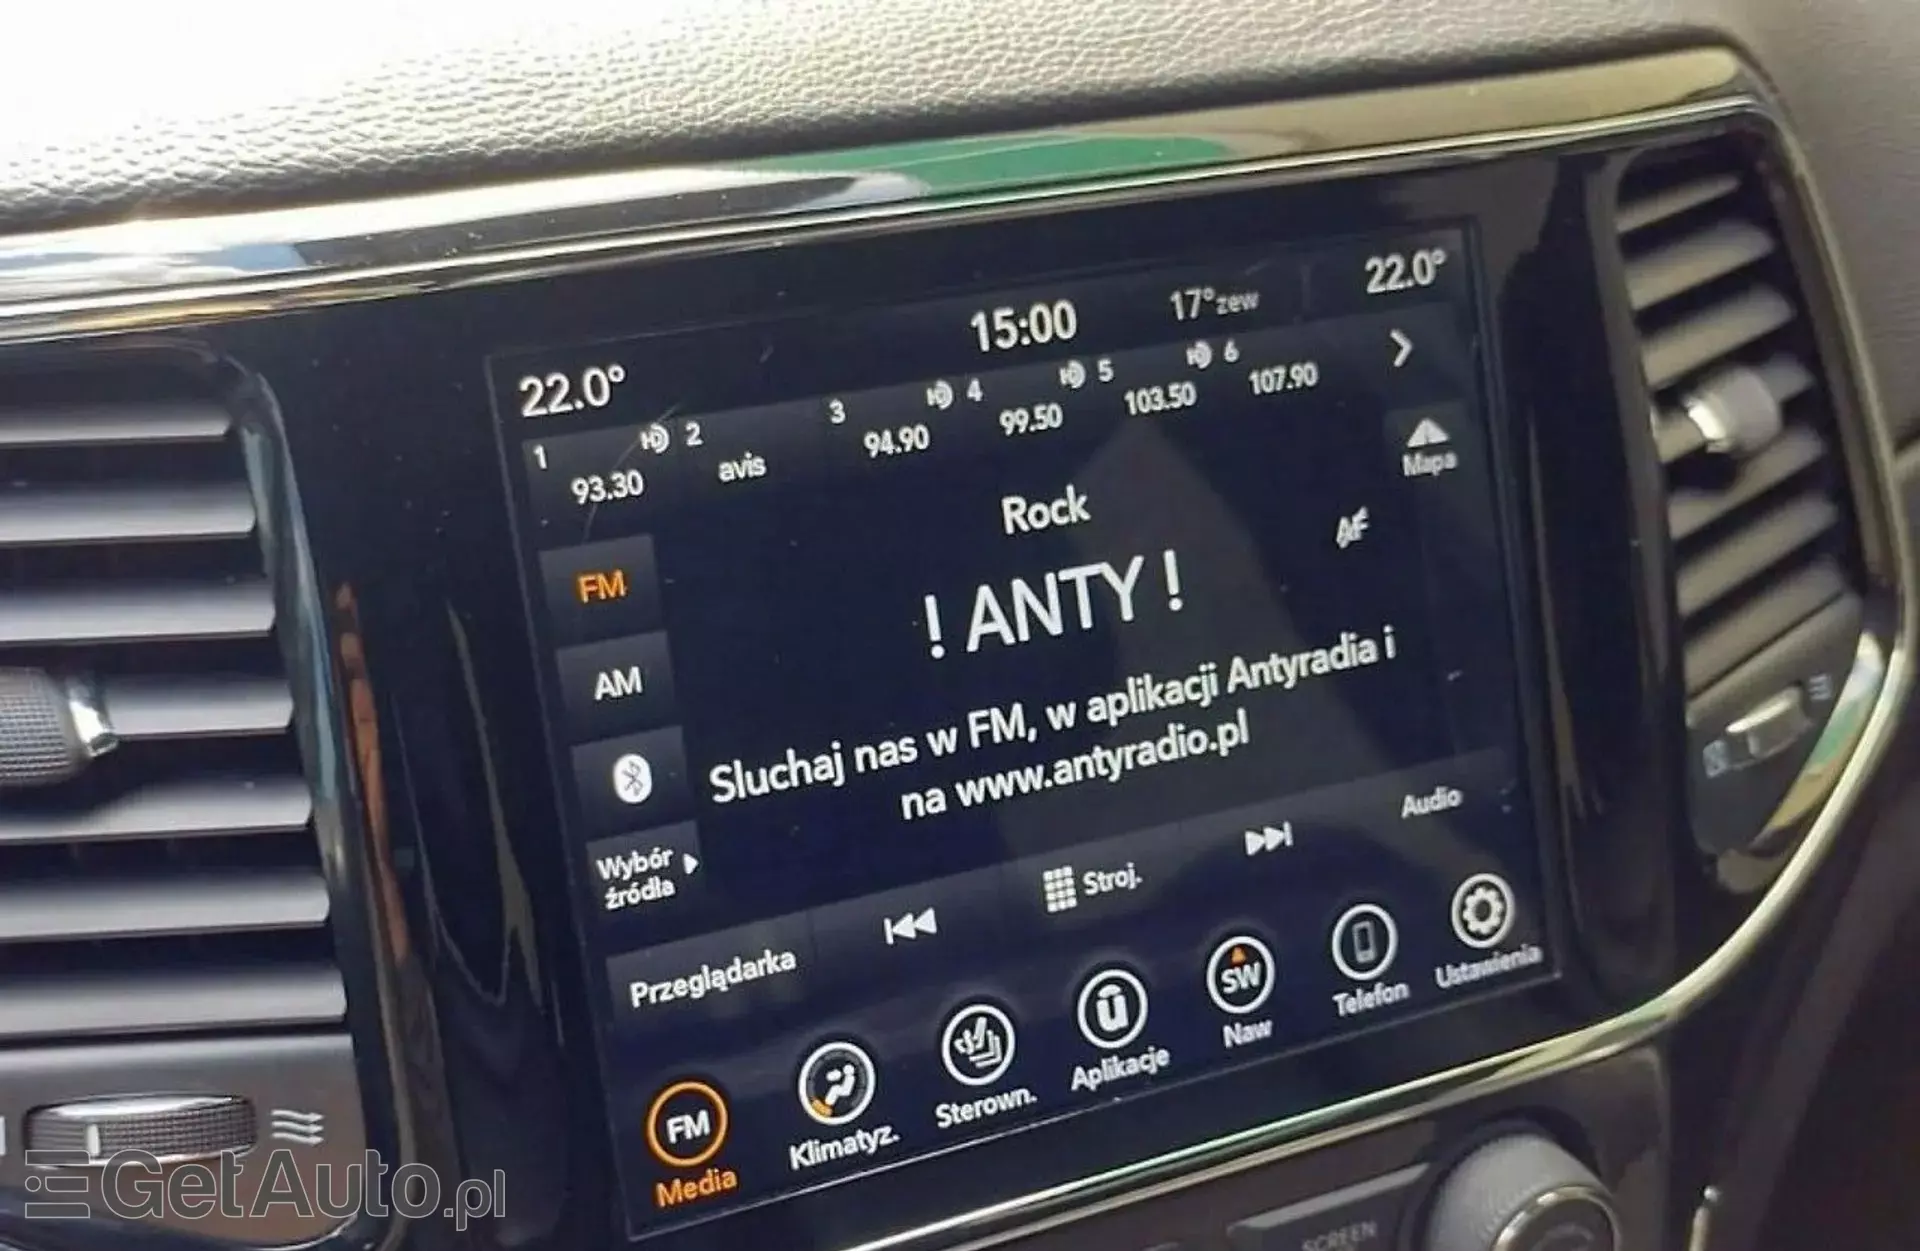 22.0° 15:00 17°zew 22.0°
1 2 3 4 5 6
93.30 avis 94.90 99.50 103.50 107.90
Mapa
Rock
AF
FM
! ANTY !
AM
Sluchaj nas w FM, w aplikacji Antyradia i
na www.antyradio.pl
Wybór
źródła
Przeglądarka Stroj. Audio
FM
Media
Klimatyz.
Sterown.
Aplikacje
SW
Naw
Telefon
Ustawienia
SCREEN
GetAuto.pl